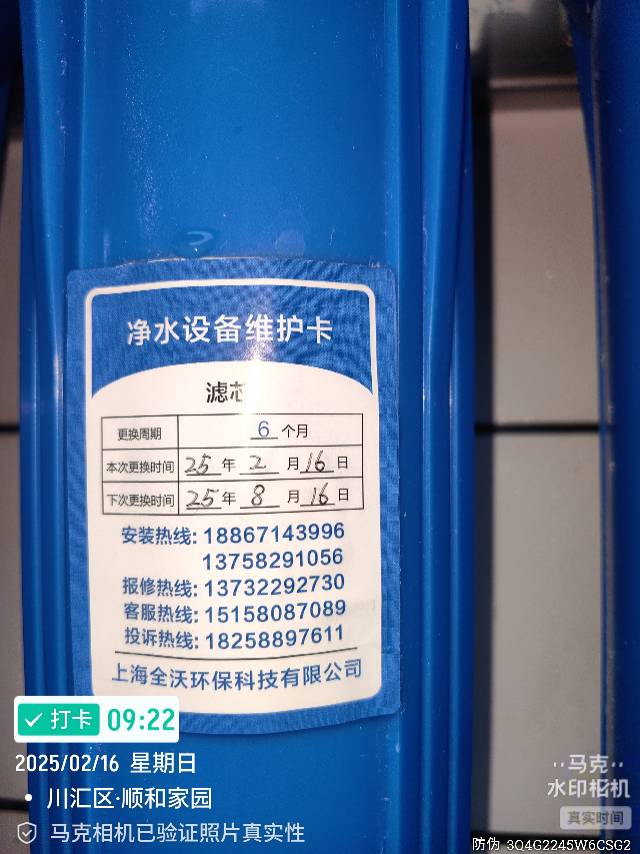 净水设备维护卡
滤芯
更换周期 6 个月
本次更换时间 25 年 2 月 16 日
下次更换时间 25 年 8 月 16 日
安装热线: 18867143996
13758291056
报修热线: 13732292730
客服热线: 15158087089
投诉热线: 18258897611
上海全沃环保科技有限公司
打卡 09:22
2025/02/16 星期日
川汇区·顺和家园
马克相机已验证照片真实性
马克
水印相机
真实时间
防伪 3Q4G2245W6CSG2